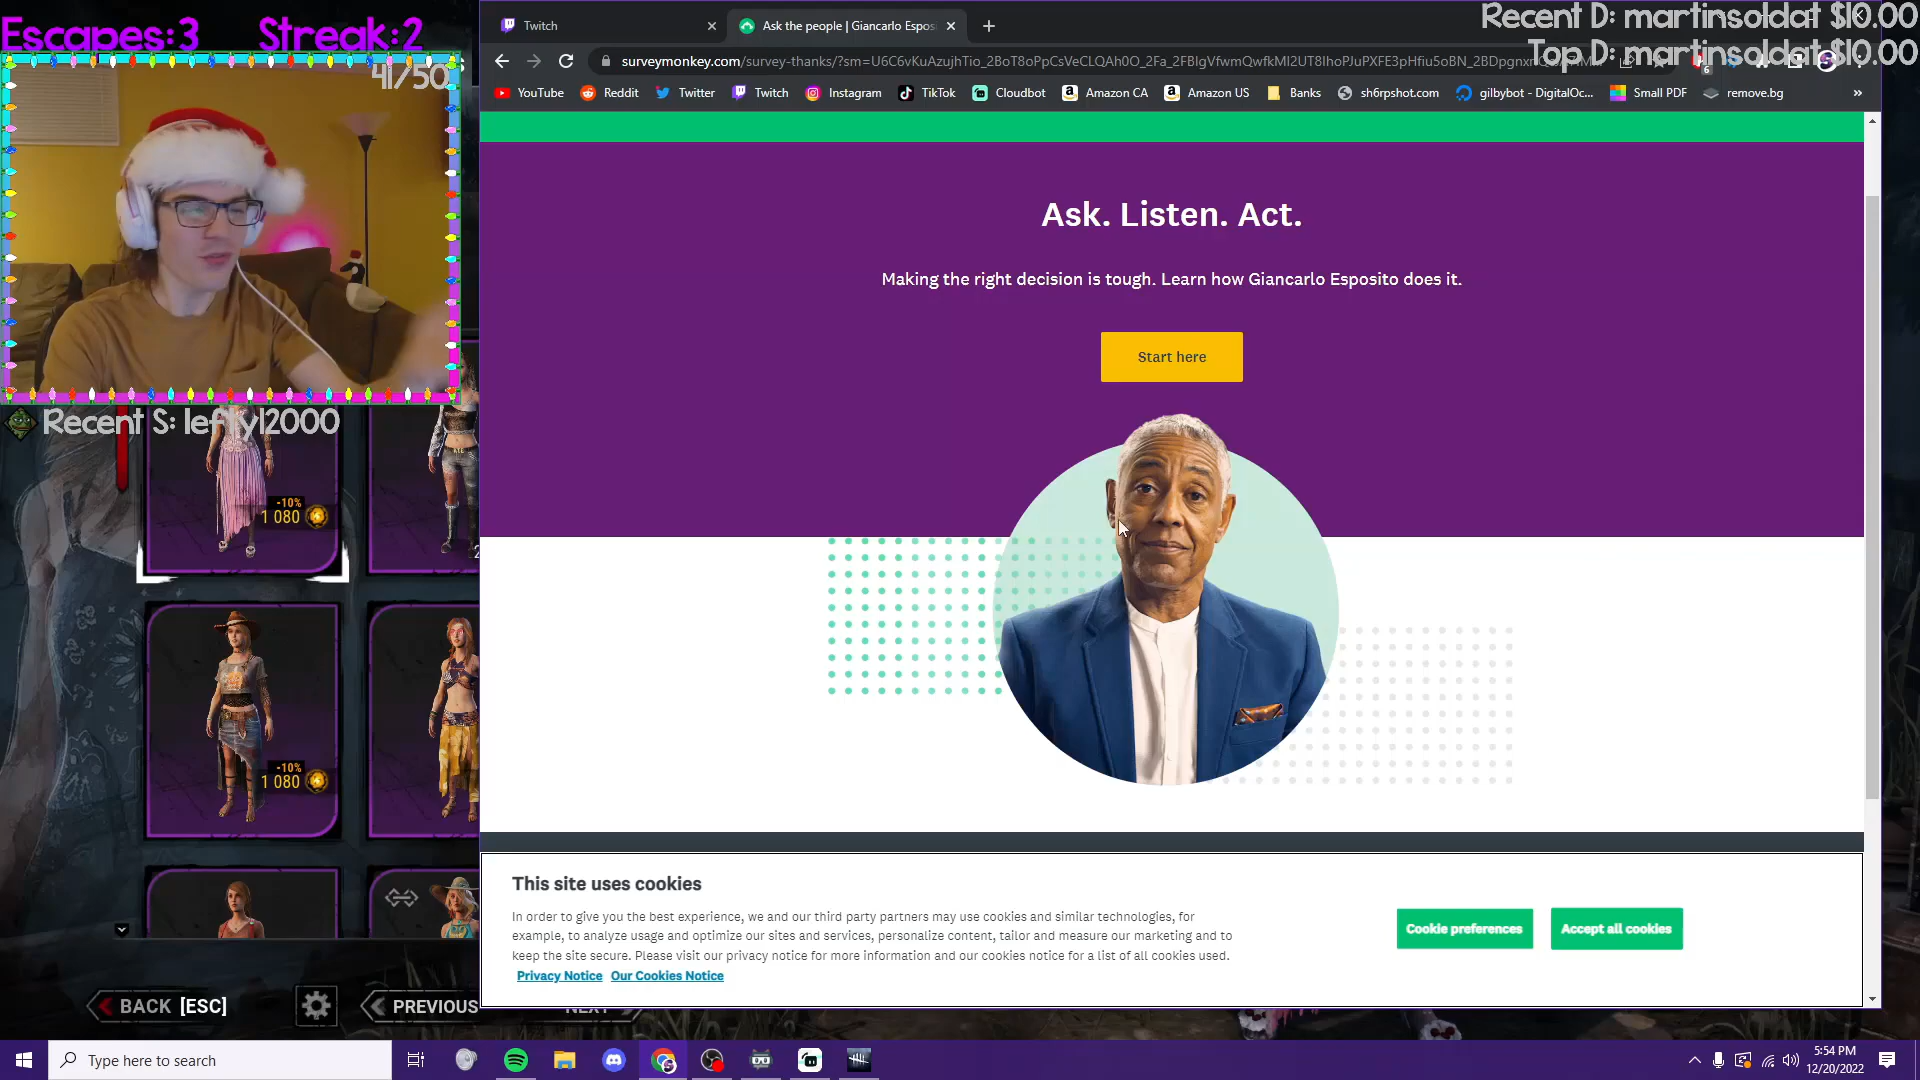 Escapes:3 Streak:2
41/50
Recent D: martinsoldat $10.00
Top D: martinsoldat $10.00
Twitch
Ask the people | Giancarlo Espos
surveymonkey.com/survey-thanks/?sm=
YouTube Reddit Twitter Twitch Instagram TikTok Cloudbot Amazon CA Amazon US Banks sh6rpshot.com gilbybot - DigitalOc... Small PDF remove.bg »
6
Ask. Listen. Act.
Making the right decision is tough. Learn how Giancarlo Esposito does it.
Start here
Recent S: lefty12000
-10%
1 080
-10%
1 080
This site uses cookies
In order to give you the best experience, we and our third party partners may use cookies and similar technologies, for
example, to analyze usage and optimize our sites and services, personalize content, tailor and measure our marketing and to
keep the site secure. Please visit our privacy notice for more information and our cookies notice for a list of all cookies used.
Privacy Notice Our Cookies Notice
Cookie preferences
Accept all cookies
BACK [ESC]
PREVIOUS
NEXT
Type here to search
5:54 PM
12/20/2022